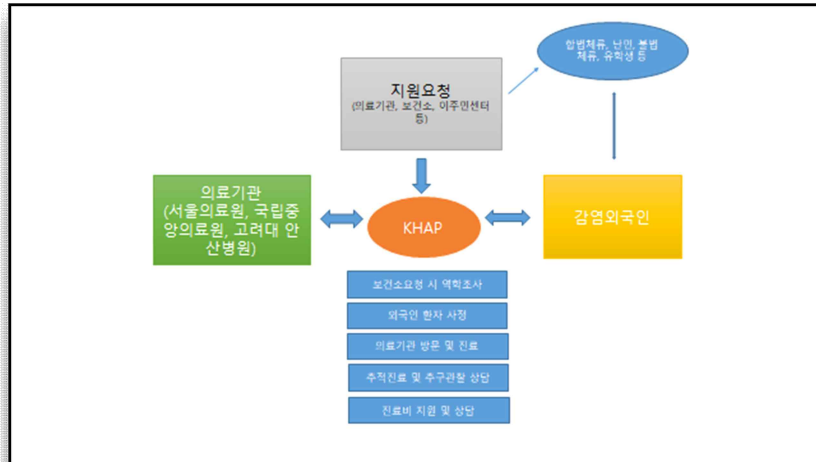 합법체류, 난민, 불법
체류, 유학생 등
지원요청
(의료기관, 보건소, 이주민센터
등)
의료기관
(서울의료원, 국립중
앙의료원, 고려대 안
산병원)
KHAP
감염외국인
보건소요청 시 역학조사
외국인 환자 사정
의료기관 방문 및 진료
추적진료 및 추구관찰 상담
진료비 지원 및 상담